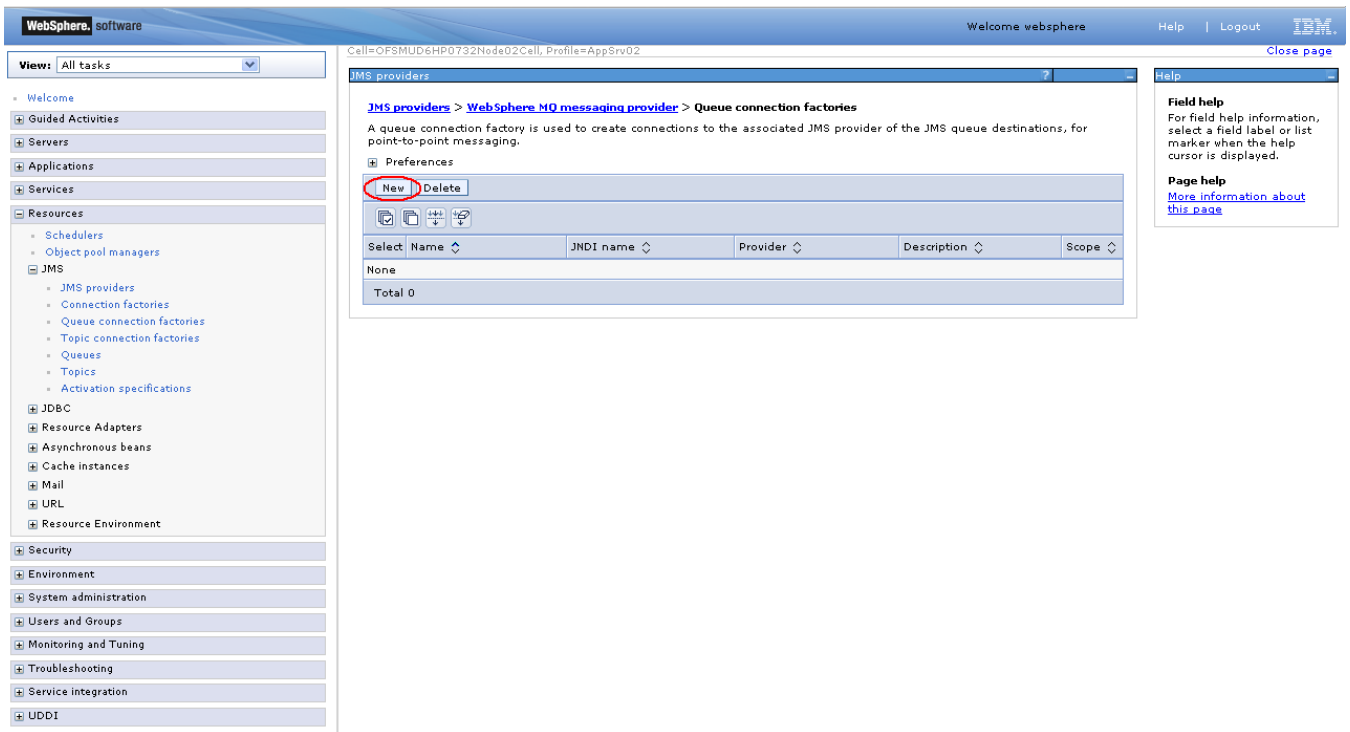 WebSphere. software
Welcome websphere
Help | Logout
IBM.
View: All tasks
Welcome
Guided Activities
Servers
Applications
Services
Resources
Schedulers
Object pool managers
JMS
JMS providers
Connection factories
Queue connection factories
Topic connection factories
Queues
Topics
Activation specifications
JDBC
Resource Adapters
Asynchronous beans
Cache instances
Mail
URL
Resource Environment
Security
Environment
System administration
Users and Groups
Monitoring and Tuning
Troubleshooting
Service integration
UDDI
Cell=OFSMUD6HP0732Node02Cell, Profile=AppSrv02
Close page
JMS providers
?
JMS providers > WebSphere MQ messaging provider > Queue connection factories
A queue connection factory is used to create connections to the associated JMS provider of the JMS queue destinations, for
point-to-point messaging.
Preferences
New Delete
Select Name JNDI name Provider Description Scope
None
Total 0
Help
Field help
For field help information,
select a field label or list
marker when the help
cursor is displayed.
Page help
More information about
this page